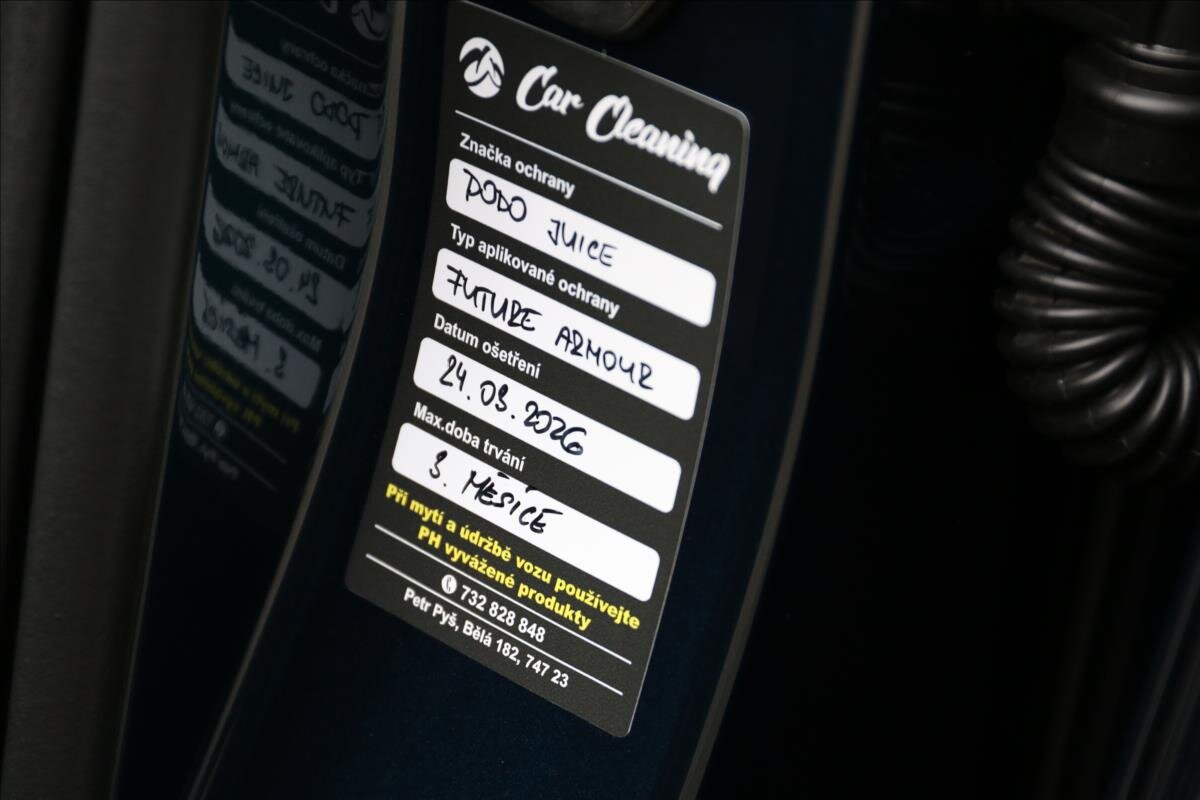 Car Cleaning
Značka ochrany
DODO JUICE
Typ aplikované ochrany
FUTURE ARMOUR
Datum ošetření
24.03.2026
Max.doba trvání
3. MĚSÍCE
Při mytí a údržbě vozu používejte
PH vyvážené produkty
732 828 848
Petr Pyš, Bělá 182, 747 23